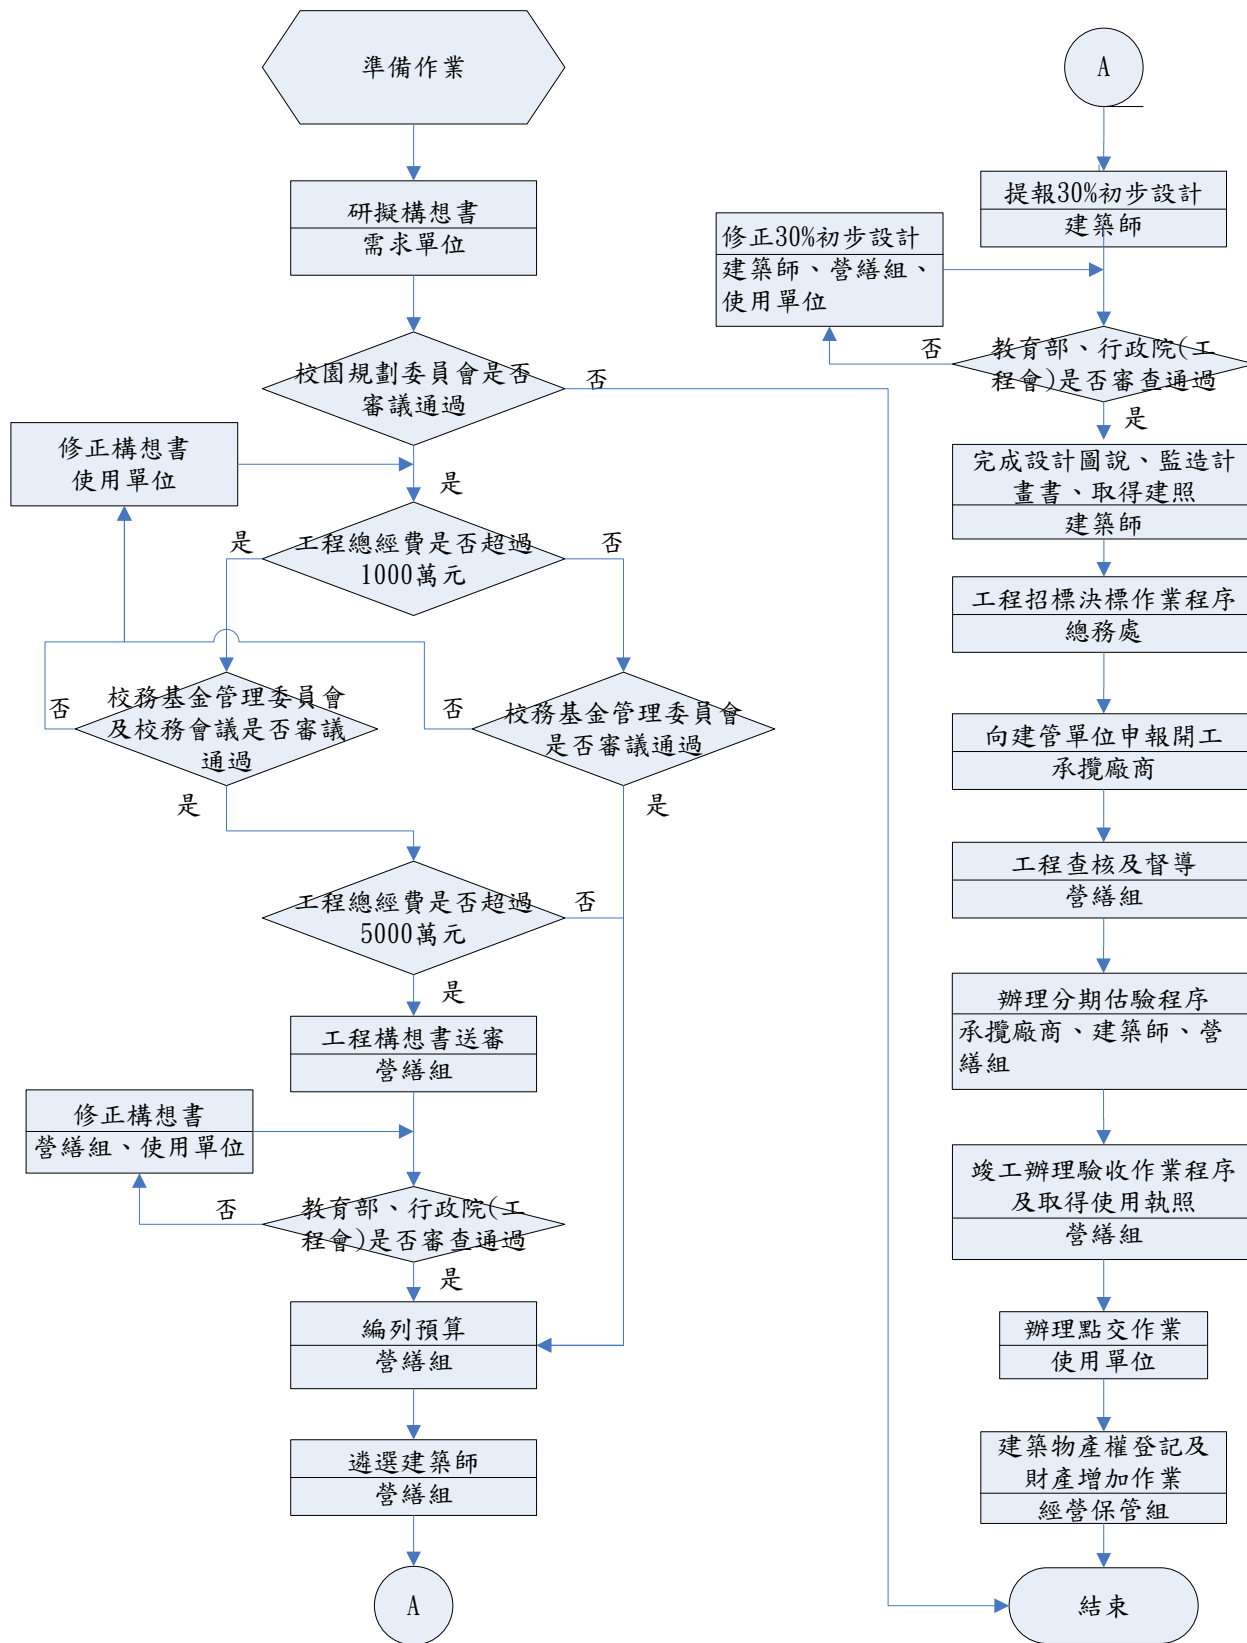 準備作業
研擬構想書
需求單位
校園規劃委員會是否
審議通過
否
是
修正構想書
使用單位
工程總經費是否超過
1000萬元
是
否
校務基金管理委員會
及校務會議是否審議
通過
否
是
校務基金管理委員會
是否審議通過
否
是
工程總經費是否超過
5000萬元
否
是
工程構想書送審
營繕組
修正構想書
營繕組、使用單位
教育部、行政院(工
程會)是否審查通過
否
是
編列預算
營繕組
遴選建築師
營繕組
A
A
提報30%初步設計
建築師
修正30%初步設計
建築師、營繕組、
使用單位
教育部、行政院(工
程會)是否審查通過
否
是
完成設計圖說、監造計
畫書、取得建照
建築師
工程招標決標作業程序
總務處
向建管單位申報開工
承攬廠商
工程查核及督導
營繕組
辦理分期估驗程序
承攬廠商、建築師、營
繕組
竣工辦理驗收作業程序
及取得使用執照
營繕組
辦理點交作業
使用單位
建築物產權登記及
財產增加作業
經營保管組
結束